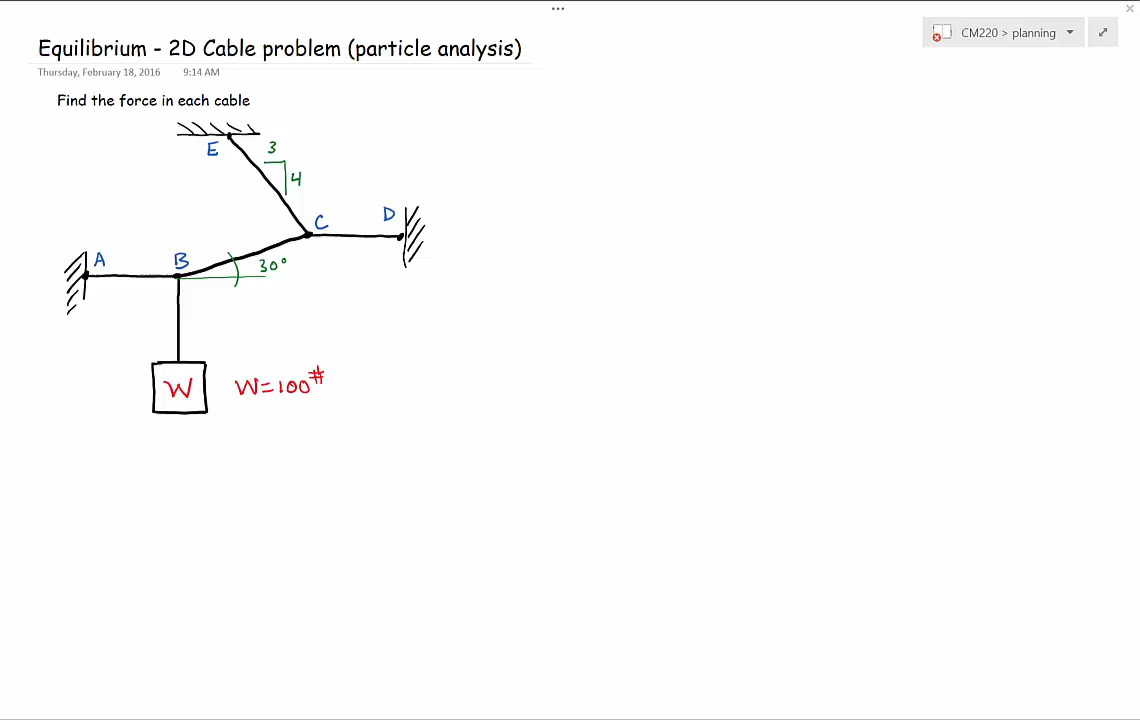 ...
CM220 > planning
Equilibrium - 2D Cable problem (particle analysis)
Thursday, February 18, 2016 9:14 AM
Find the force in each cable
E
3
4
C
D
A
B
30°
W
W=100#